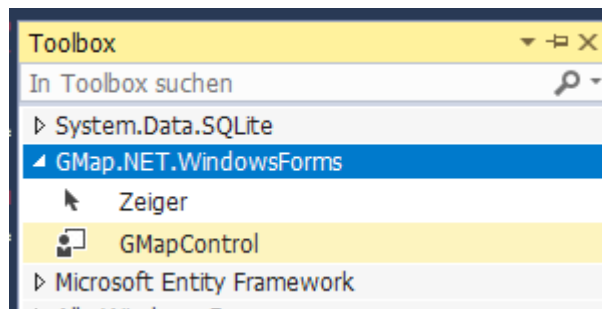 Toolbox
In Toolbox suchen
System.Data.SQLite
GMap.NET.WindowsForms
Zeiger
GMapControl
Microsoft Entity Framework